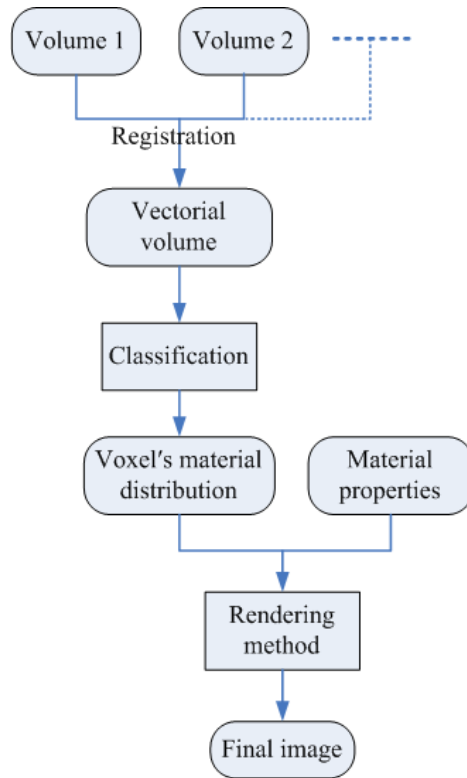 Volume 1
Volume 2
Registration
Vectorial
volume
Classification
Voxel's material
distribution
Material
properties
Rendering
method
Final image